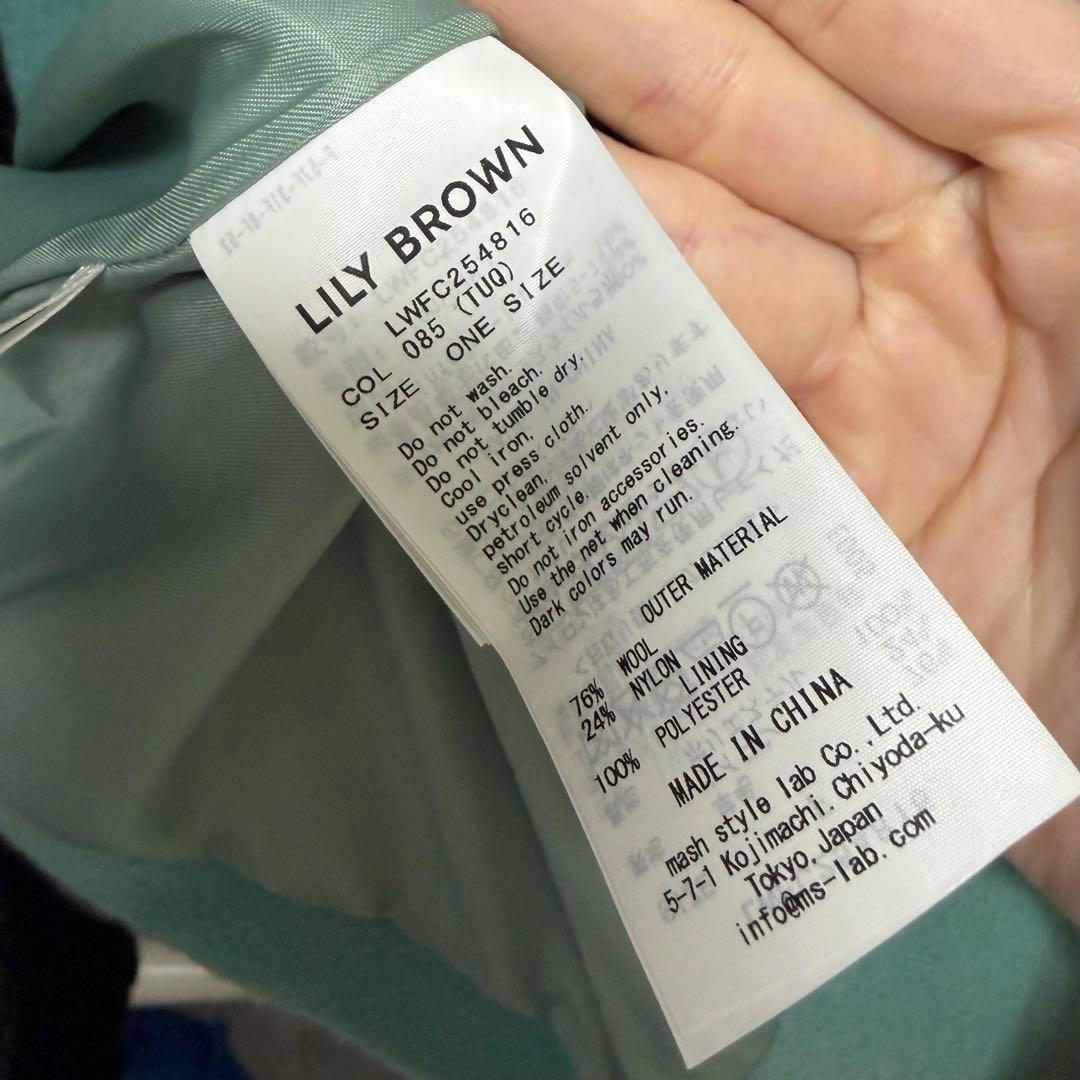 LILY BROWN
LWFC254816
COL 085 (TUQ)
SIZE ONE SIZE
Do not wash.
Do not bleach.
Do not tumble dry.
Cool iron.
use press cloth.
Dryclean.
petroleum solvent only,
short cycle.
Do not iron accessories.
Use the net when cleaning.
Dark colors may run.
OUTER MATERIAL
76% WOOL
24% NYLON
LINING
100% POLYESTER
MADE IN CHINA
mash style lab Co.,Ltd.
5-7-1 Kojimachi.Chiyoda-ku
Tokyo,Japan
info@ms-lab.com